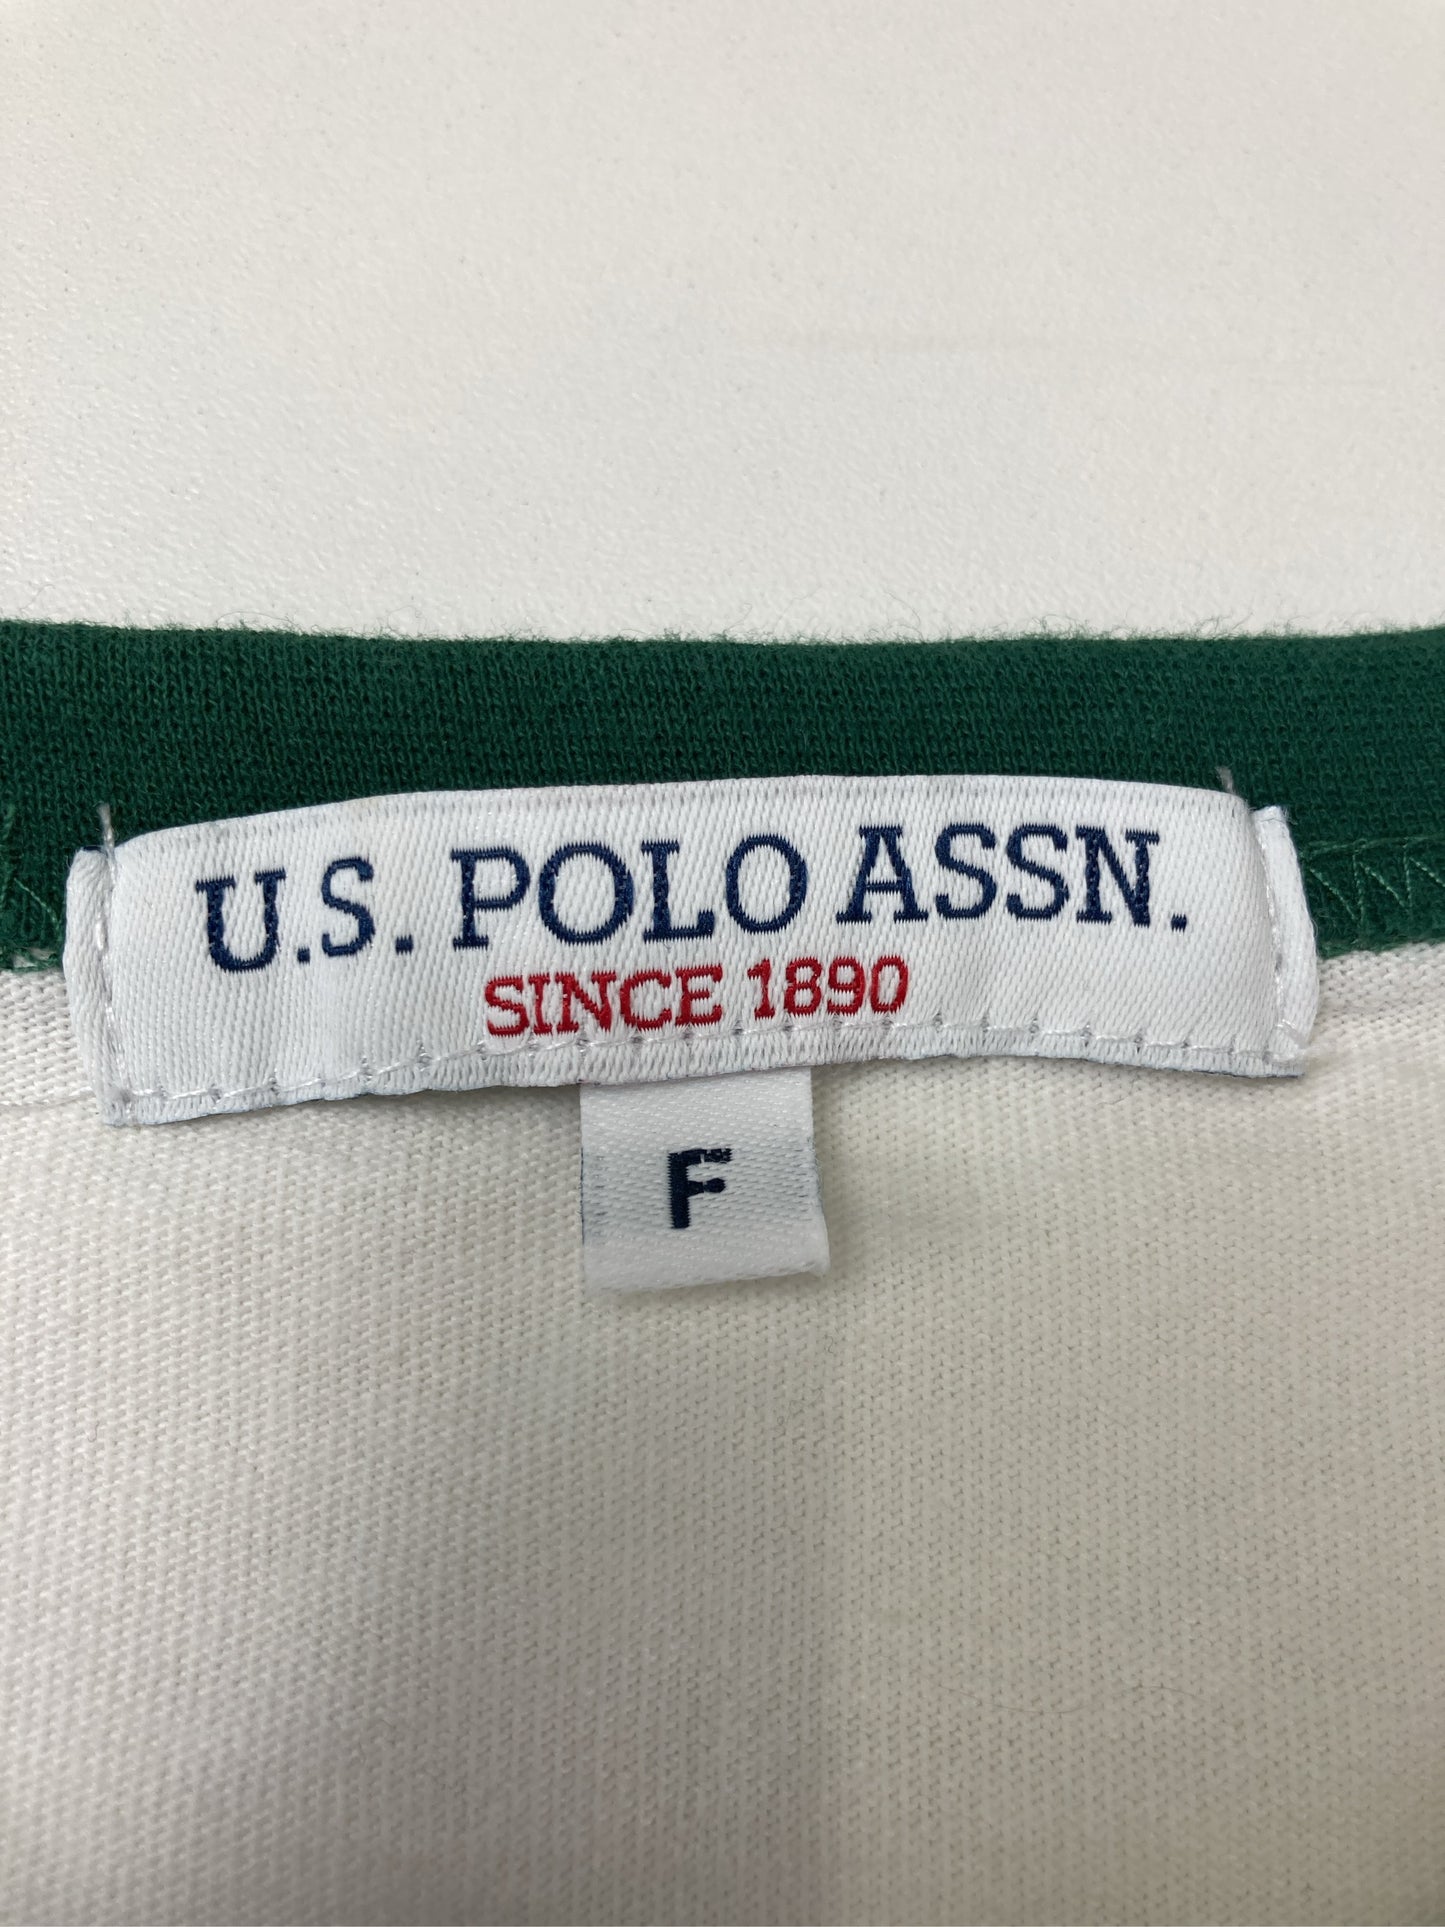 U.S. POLO ASSN.
SINCE 1890
F